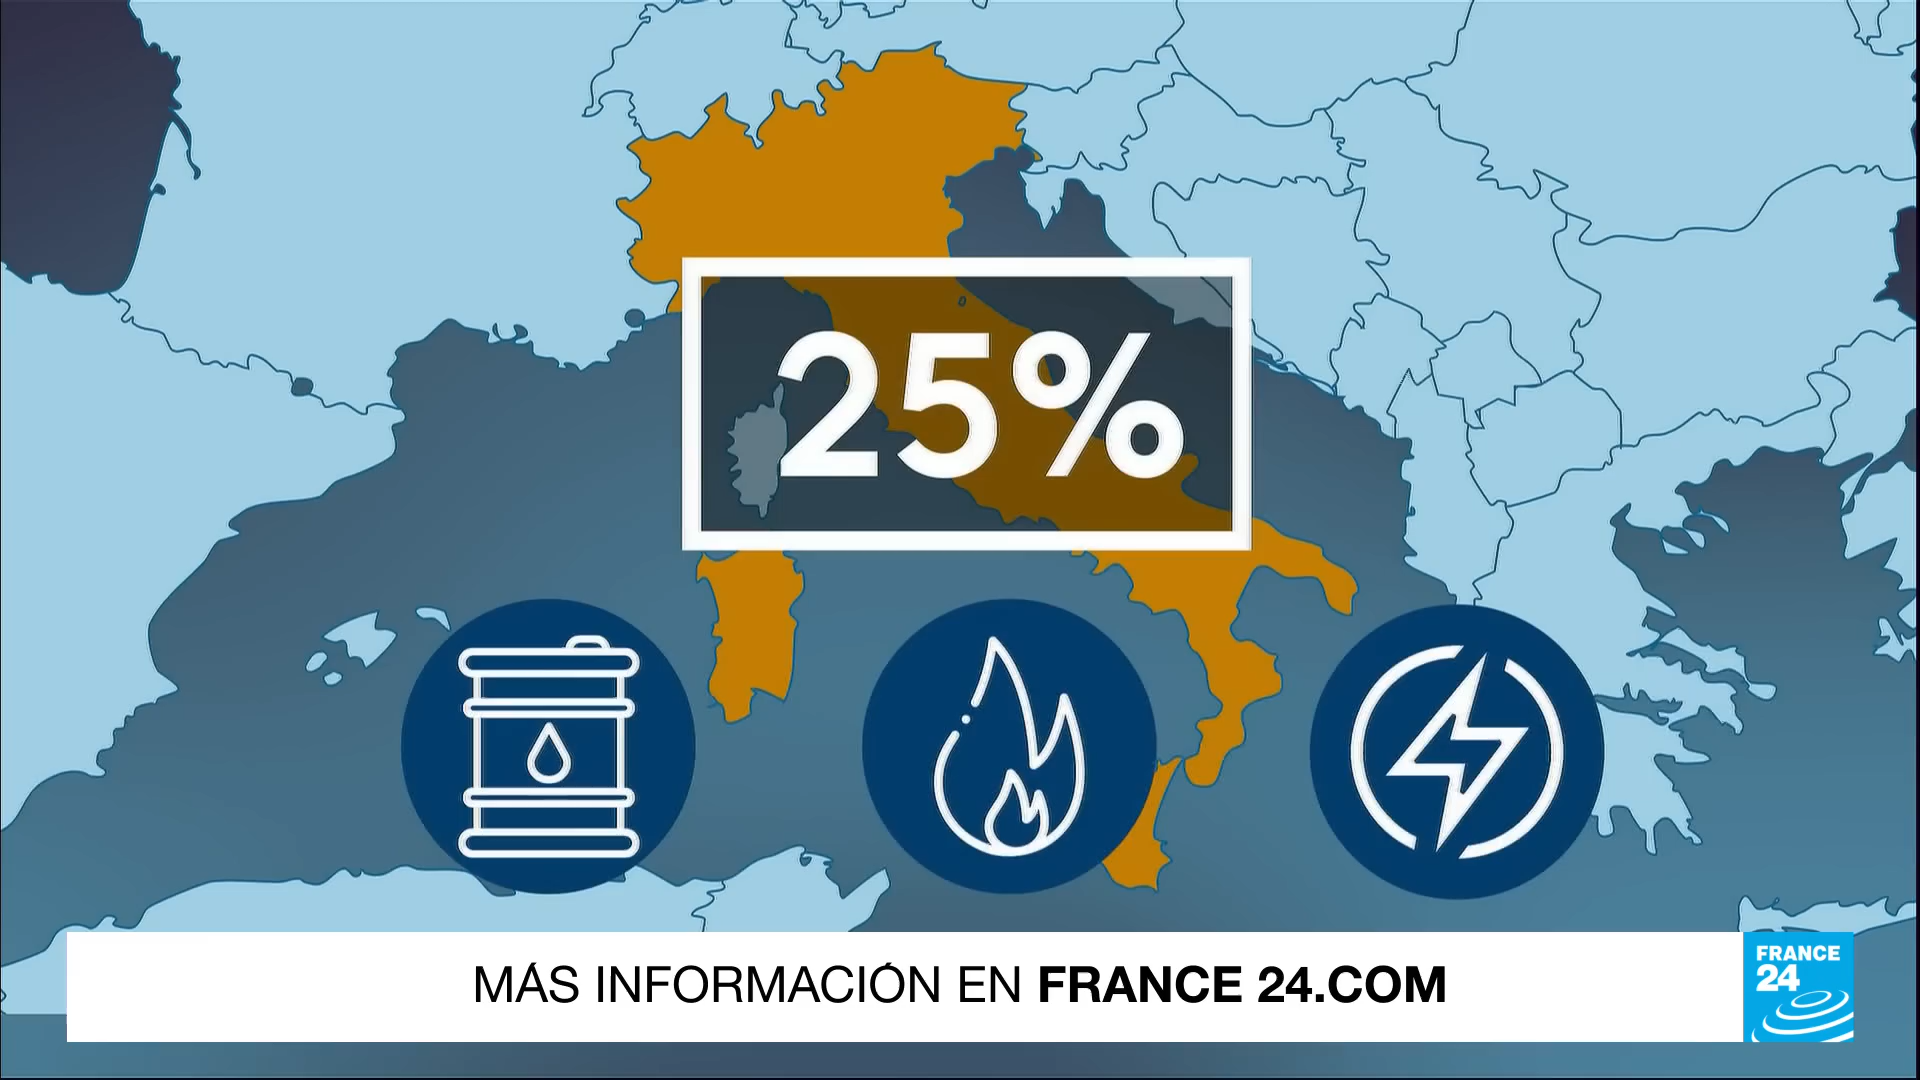 25%
MÁS INFORMACIÓN EN FRANCE 24.COM
FRANCE
24